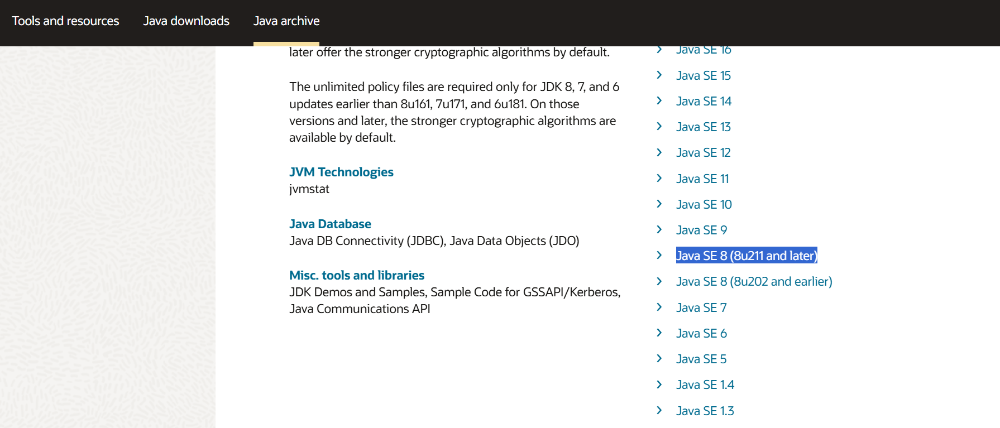 Tools and resources
Java downloads
Java archive
later offer the stronger cryptographic algorithms by default.
The unlimited policy files are required only for JDK 8, 7, and 6
updates earlier than 8u161, 7u171, and 6u181. On those
versions and later, the stronger cryptographic algorithms are
available by default.
JVM Technologies
jvmstat
Java Database
Java DB Connectivity (JDBC), Java Data Objects (JDO)
Misc. tools and libraries
JDK Demos and Samples, Sample Code for GSSAPI/Kerberos,
Java Communications API
Java SE 16
Java SE 15
Java SE 14
Java SE 13
Java SE 12
Java SE 11
Java SE 10
Java SE 9
Java SE 8 (8u211 and later)
Java SE 8 (8u202 and earlier)
Java SE 7
Java SE 6
Java SE 5
Java SE 1.4
Java SE 1.3